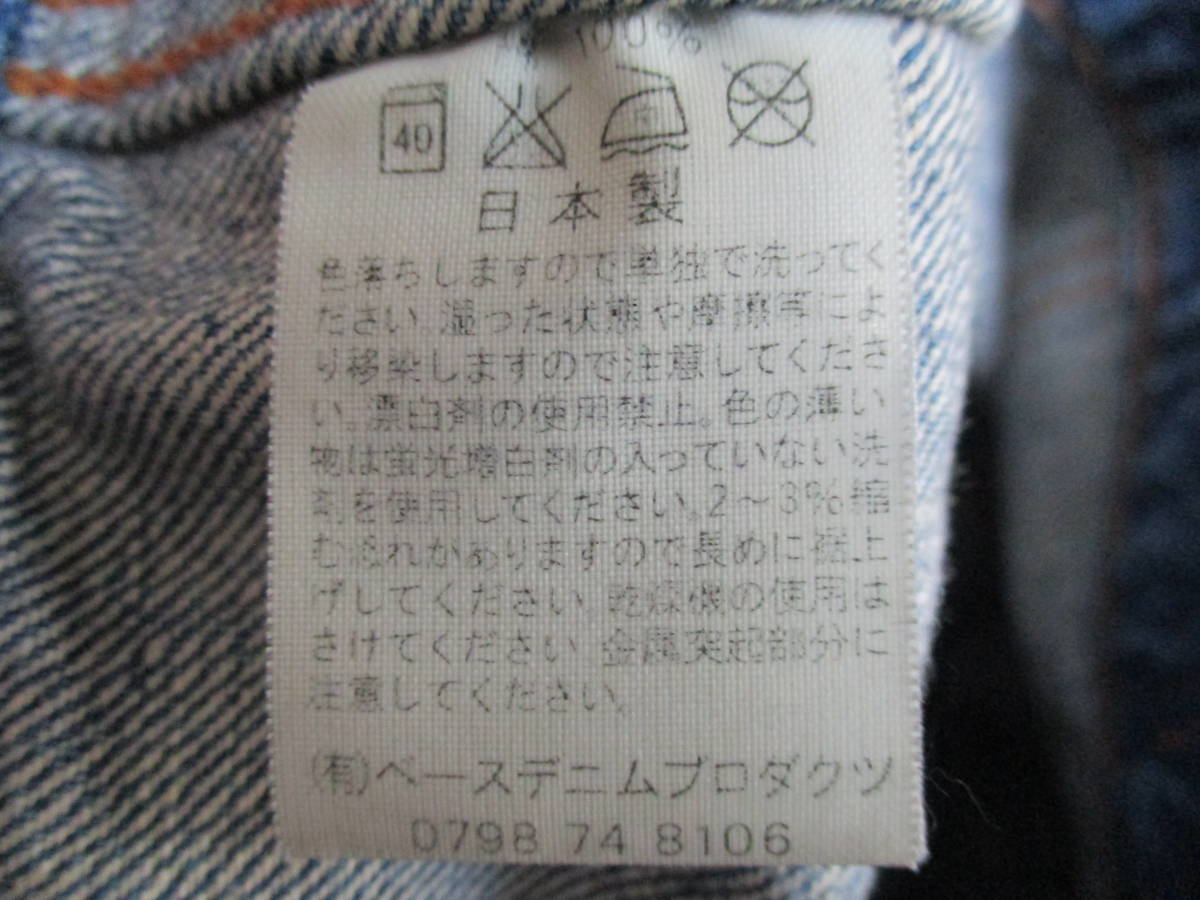 100%
40
日本製
色落ちしますので単独で洗ってく
ださい。湿った状態や摩擦等によ
り移染しますので注意してくださ
い。漂白剤の使用禁止。色の薄い
物は蛍光増白剤の入っていない洗
剤を使用してください。2～3%縮
む恐れがありますので長めに裾上
げしてください。乾燥機の使用は
さけてください。金属突起部分に
注意してください。
(有)ベースデニムプロダクツ
0798 74 8106